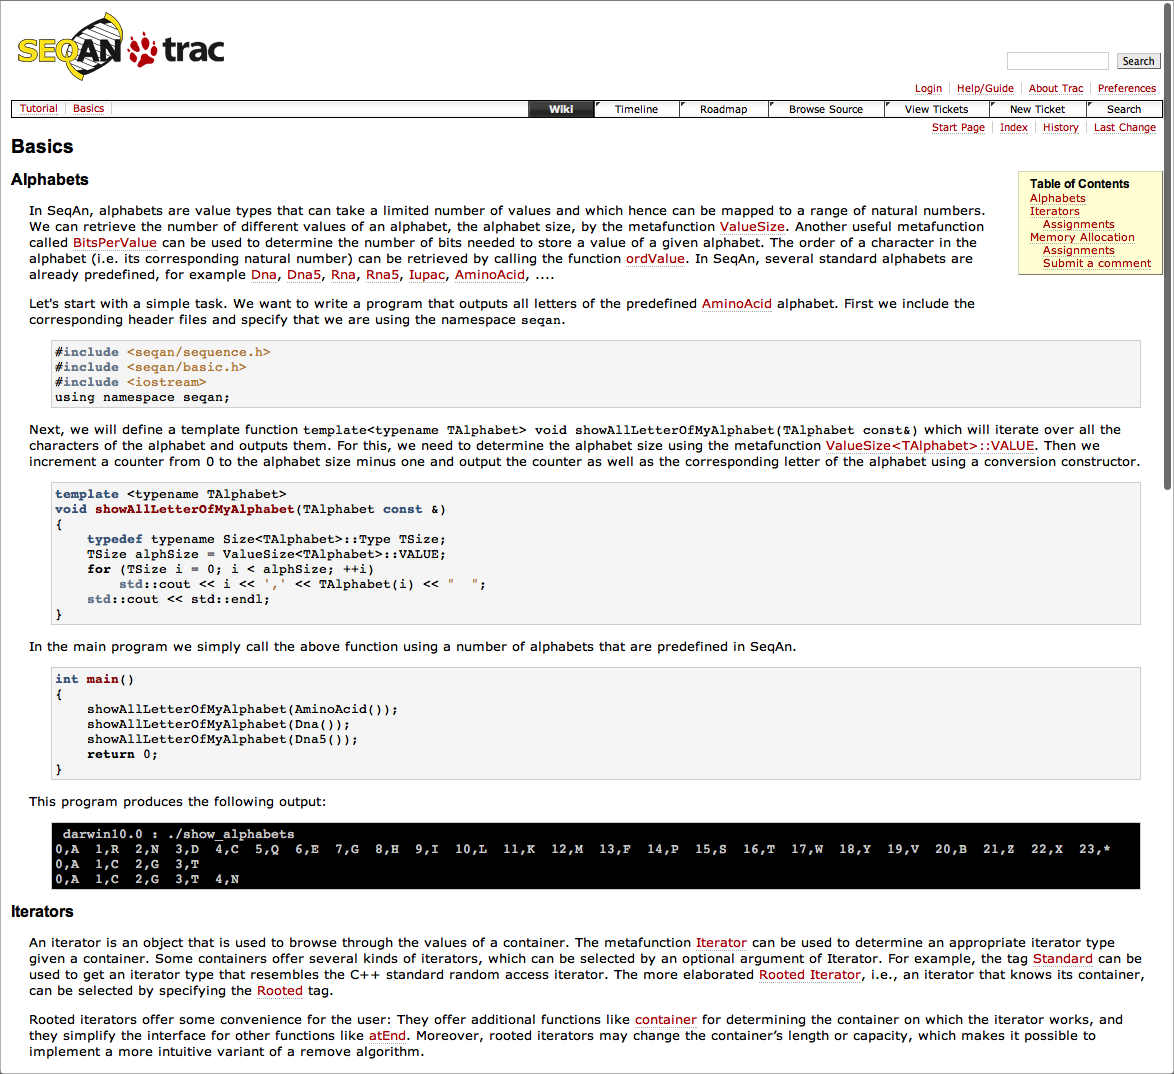 SEQAN trac
Search
Login Help/Guide About Trac Preferences
Tutorial Basics Wiki Timeline Roadmap Browse Source View Tickets New Ticket Search
Start Page Index History Last Change
Basics
Alphabets
Table of Contents
Alphabets
Iterators
Assignments
Memory Allocation
Assignments
Submit a comment
In SeqAn, alphabets are value types that can take a limited number of values and which hence can be mapped to a range of natural numbers.
We can retrieve the number of different values of an alphabet, the alphabet size, by the metafunction ValueSize. Another useful metafunction
called BitsPerValue can be used to determine the number of bits needed to store a value of a given alphabet. The order of a character in the
alphabet (i.e. its corresponding natural number) can be retrieved by calling the function ordValue. In SeqAn, several standard alphabets are
already predefined, for example Dna, Dna5, Rna, Rna5, Iupac, AminoAcid, ....
Let's start with a simple task. We want to write a program that outputs all letters of the predefined AminoAcid alphabet. First we include the
corresponding header files and specify that we are using the namespace seqan.
#include <seqan/sequence.h>
#include <seqan/basic.h>
#include <iostream>
using namespace seqan;
Next, we will define a template function template<typename TAlphabet> void showAllLetterOfMyAlphabet(TAlphabet const&) which will iterate over all the
characters of the alphabet and outputs them. For this, we need to determine the alphabet size using the metafunction ValueSize<TAlphabet>::VALUE. Then we
increment a counter from 0 to the alphabet size minus one and output the counter as well as the corresponding letter of the alphabet using a conversion constructor.
template <typename TAlphabet>
void showAllLetterOfMyAlphabet(TAlphabet const &)
{
    typedef typename Size<TAlphabet>::Type TSize;
    TSize alphSize = ValueSize<TAlphabet>::VALUE;
    for (TSize i = 0; i < alphSize; ++i)
        std::cout << i << ',' << TAlphabet(i) << "  ";
    std::cout << std::endl;
}
In the main program we simply call the above function using a number of alphabets that are predefined in SeqAn.
int main()
{
    showAllLetterOfMyAlphabet(AminoAcid());
    showAllLetterOfMyAlphabet(Dna());
    showAllLetterOfMyAlphabet(Dna5());
    return 0;
}
This program produces the following output:
darwin10.0 : ./show_alphabets
0,A  1,R  2,N  3,D  4,C  5,Q  6,E  7,G  8,H  9,I  10,L  11,K  12,M  13,F  14,P  15,S  16,T  17,W  18,Y  19,V  20,B  21,Z  22,X  23,*
0,A  1,C  2,G  3,T
0,A  1,C  2,G  3,T  4,N
Iterators
An iterator is an object that is used to browse through the values of a container. The metafunction Iterator can be used to determine an appropriate iterator type
given a container. Some containers offer several kinds of iterators, which can be selected by an optional argument of Iterator. For example, the tag Standard can be
used to get an iterator type that resembles the C++ standard random access iterator. The more elaborated Rooted Iterator, i.e., an iterator that knows its container,
can be selected by specifying the Rooted tag.
Rooted iterators offer some convenience for the user: They offer additional functions like container for determining the container on which the iterator works, and
they simplify the interface for other functions like atEnd. Moreover, rooted iterators may change the container’s length or capacity, which makes it possible to
implement a more intuitive variant of a remove algorithm.